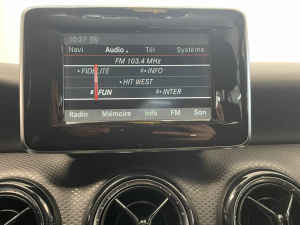 10:27
Navi Audio Tél Système
FM 103.4 MHz
FIDELITE INFO
HIT WEST
FUN INTER
Radio Mémoire Info FM Son